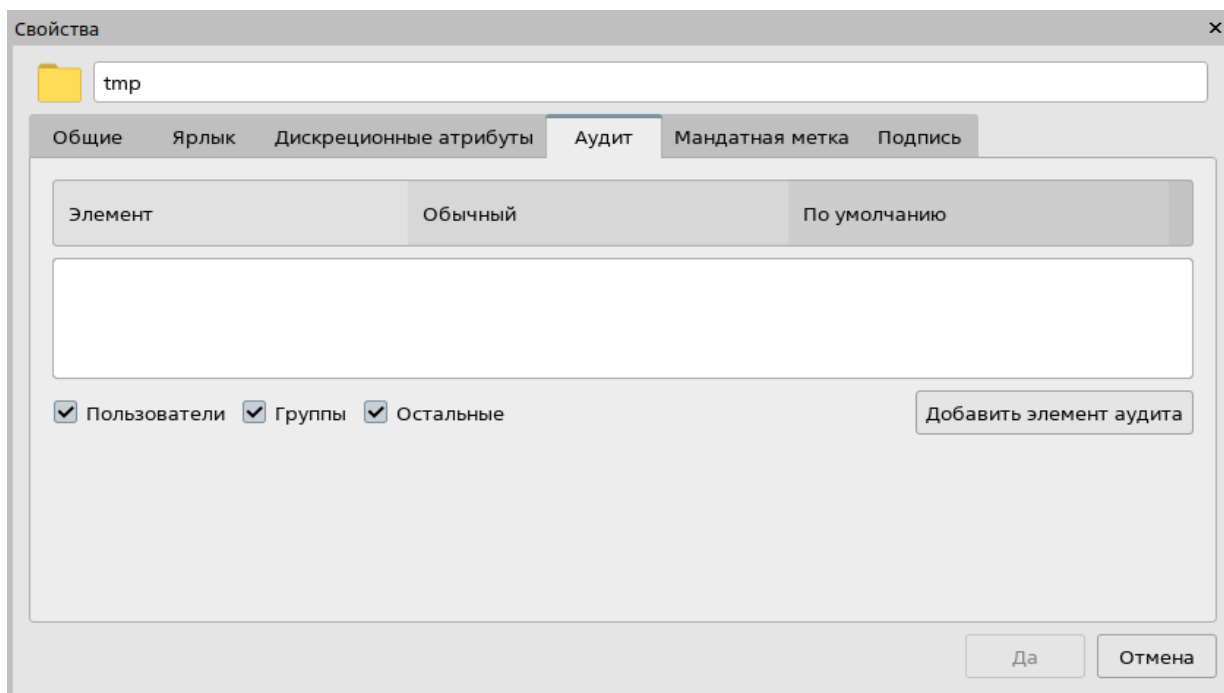 Свойства
tmp
Общие Ярлык Дискреционные атрибуты Аудит Мандатная метка Подпись
Элемент Обычный По умолчанию
Пользователи Группы Остальные Добавить элемент аудита
Да Отмена